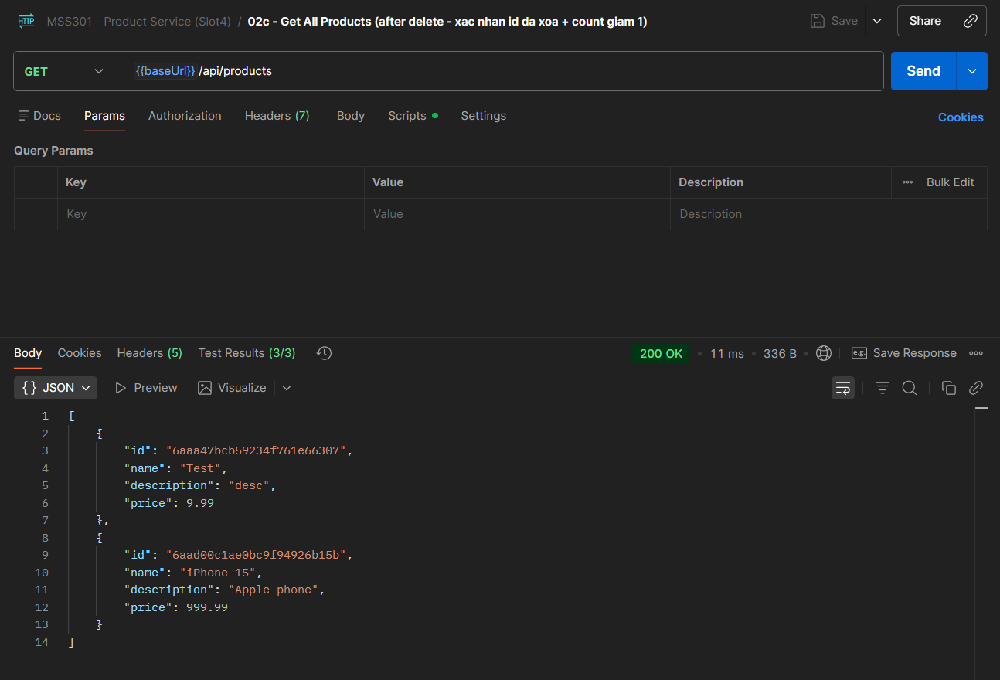 HTTP MSS301 - Product Service (Slot4) / 02c - Get All Products (after delete - xac nhan id da xoa + count giam 1) Save Share
GET {{baseUrl}} /api/products Send
Docs Params Authorization Headers (7) Body Scripts Settings Cookies
Query Params
Key Value Description Bulk Edit
Key Value Description
Body Cookies Headers (5) Test Results (3/3) 200 OK 11 ms 336 B e.g. Save Response
{} JSON Preview Visualize
1 [
2 {
3 "id": "6aaa47bcb59234f761e66307",
4 "name": "Test",
5 "description": "desc",
6 "price": 9.99
7 },
8 {
9 "id": "6aad00c1ae0bc9f94926b15b",
10 "name": "iPhone 15",
11 "description": "Apple phone",
12 "price": 999.99
13 }
14 ]